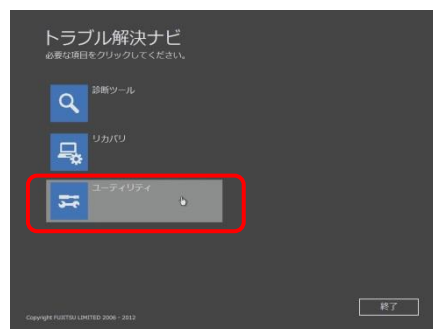 トラブル解決ナビ
必要な項目をクリックしてください。
診断ツール
リカバリ
ユーティリティ
終了
Copyright FUJITSU LIMITED 2006 - 2012